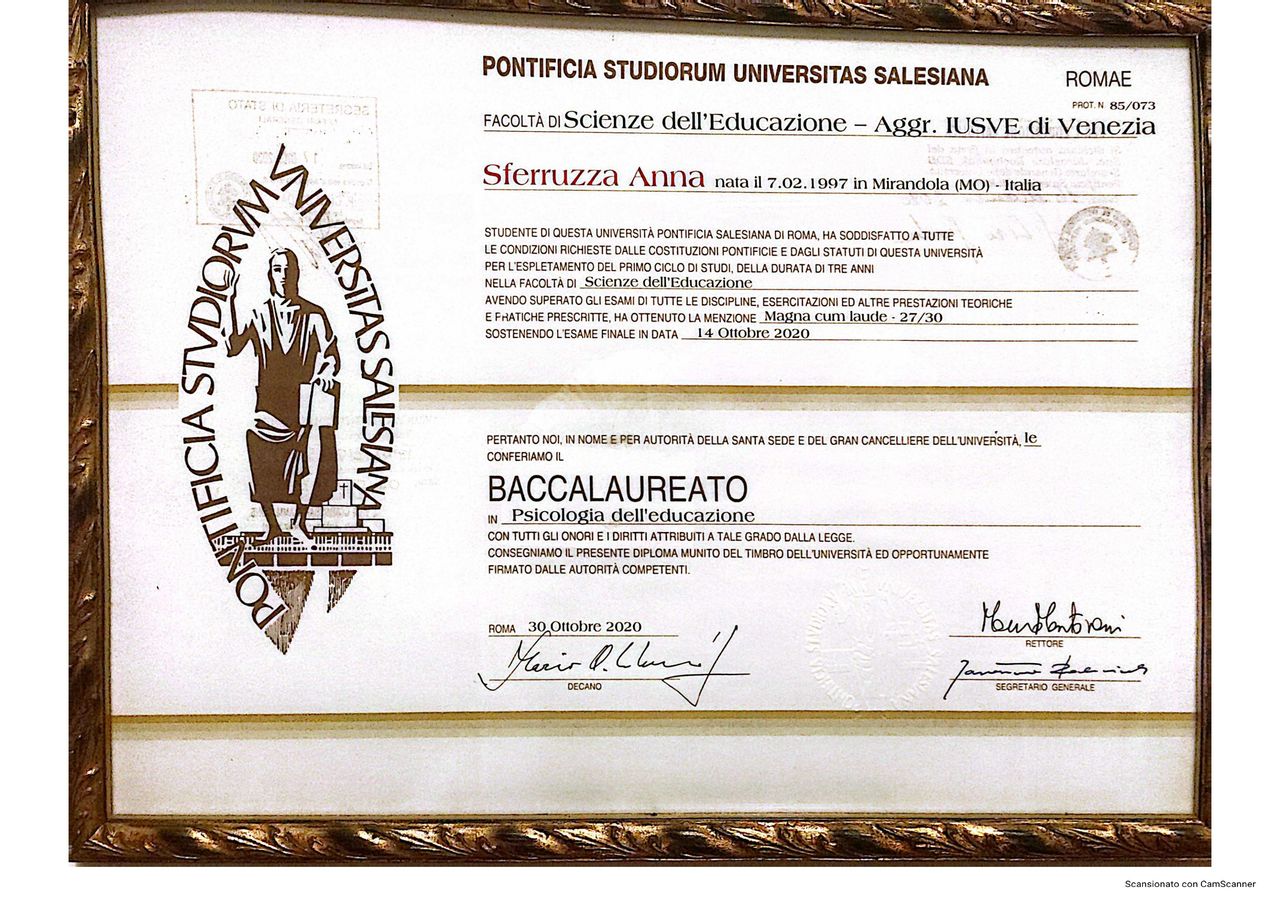 PONTIFICIA STUDIORUM UNIVERSITAS SALESIANA ROMAE
PROT. N 85/073
FACOLTÀ DI Scienze dell'Educazione – Aggr. IUSVE di Venezia
Sferruzza Anna nata il 7.02.1997 in Mirandola (MO) - Italia
STUDENTE DI QUESTA UNIVERSITÀ PONTIFICIA SALESIANA DI ROMA, HA SODDISFATTO A TUTTE
LE CONDIZIONI RICHIESTE DALLE COSTITUZIONI PONTIFICIE E DAGLI STATUTI DI QUESTA UNIVERSITÀ
PER L'ESPLETAMENTO DEL PRIMO CICLO DI STUDI, DELLA DURATA DI TRE ANNI
NELLA FACOLTÀ DI Scienze dell'Educazione
AVENDO SUPERATO GLI ESAMI DI TUTTE LE DISCIPLINE, ESERCITAZIONI ED ALTRE PRESTAZIONI TEORICHE
E PRATICHE PRESCRITTE, HA OTTENUTO LA MENZIONE Magna cum laude - 27/30
SOSTENENDO L'ESAME FINALE IN DATA 14 Ottobre 2020
PONTIFICIA STVDIORVM VNIVERSITAS SALESIANA
PERTANTO NOI, IN NOME E PER AUTORITÀ DELLA SANTA SEDE E DEL GRAN CANCELLIERE DELL'UNIVERSITÀ, le
CONFERIAMO IL
BACCALAUREATO
IN Psicologia dell'educazione
CON TUTTI GLI ONORI E I DIRITTI ATTRIBUITI A TALE GRADO DALLA LEGGE.
CONSEGNIAMO IL PRESENTE DIPLOMA MUNITO DEL TIMBRO DELL'UNIVERSITÀ ED OPPORTUNAMENTE
FIRMATO DALLE AUTORITÀ COMPETENTI.
ROMA 30 Ottobre 2020
RETTORE
DECANO
SEGRETARIO GENERALE
Scansionato con CamScanner